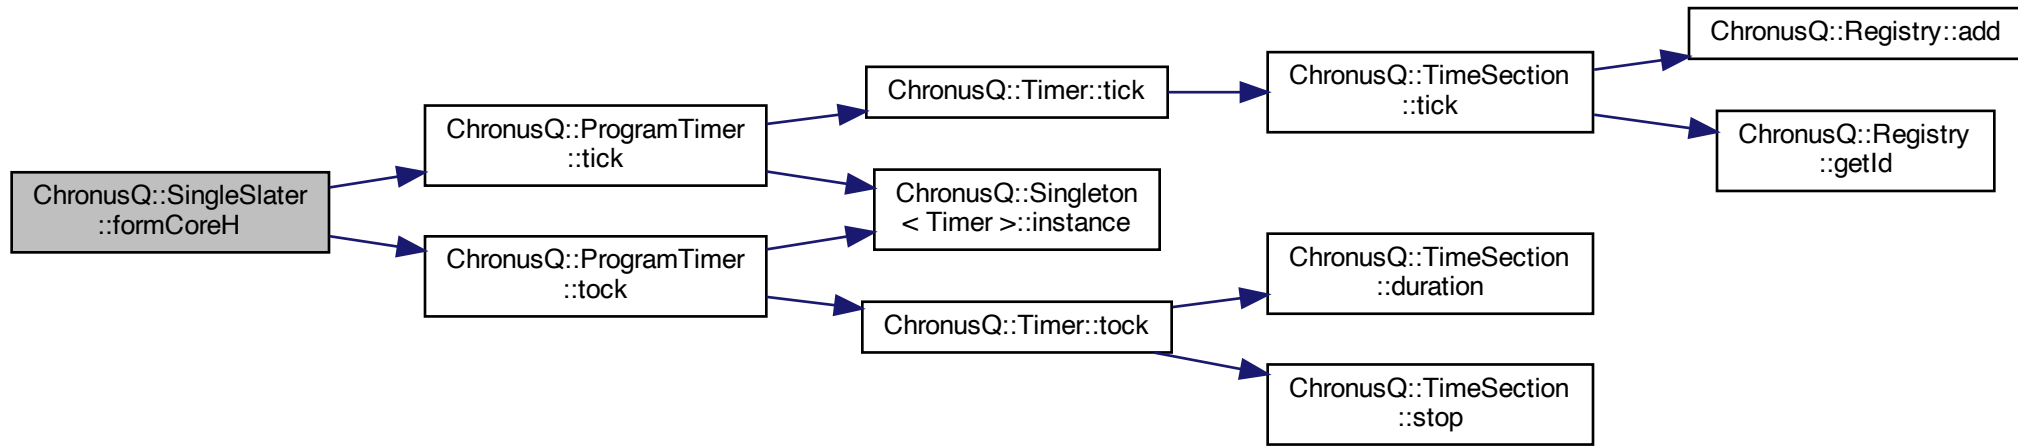 ChronusQ::SingleSlater
::formCoreH
ChronusQ::ProgramTimer
::tick
ChronusQ::ProgramTimer
::tock
ChronusQ::Timer::tick
ChronusQ::Singleton
< Timer >::instance
ChronusQ::Timer::tock
ChronusQ::TimeSection
::tick
ChronusQ::TimeSection
::duration
ChronusQ::TimeSection
::stop
ChronusQ::Registry::add
ChronusQ::Registry
::getId